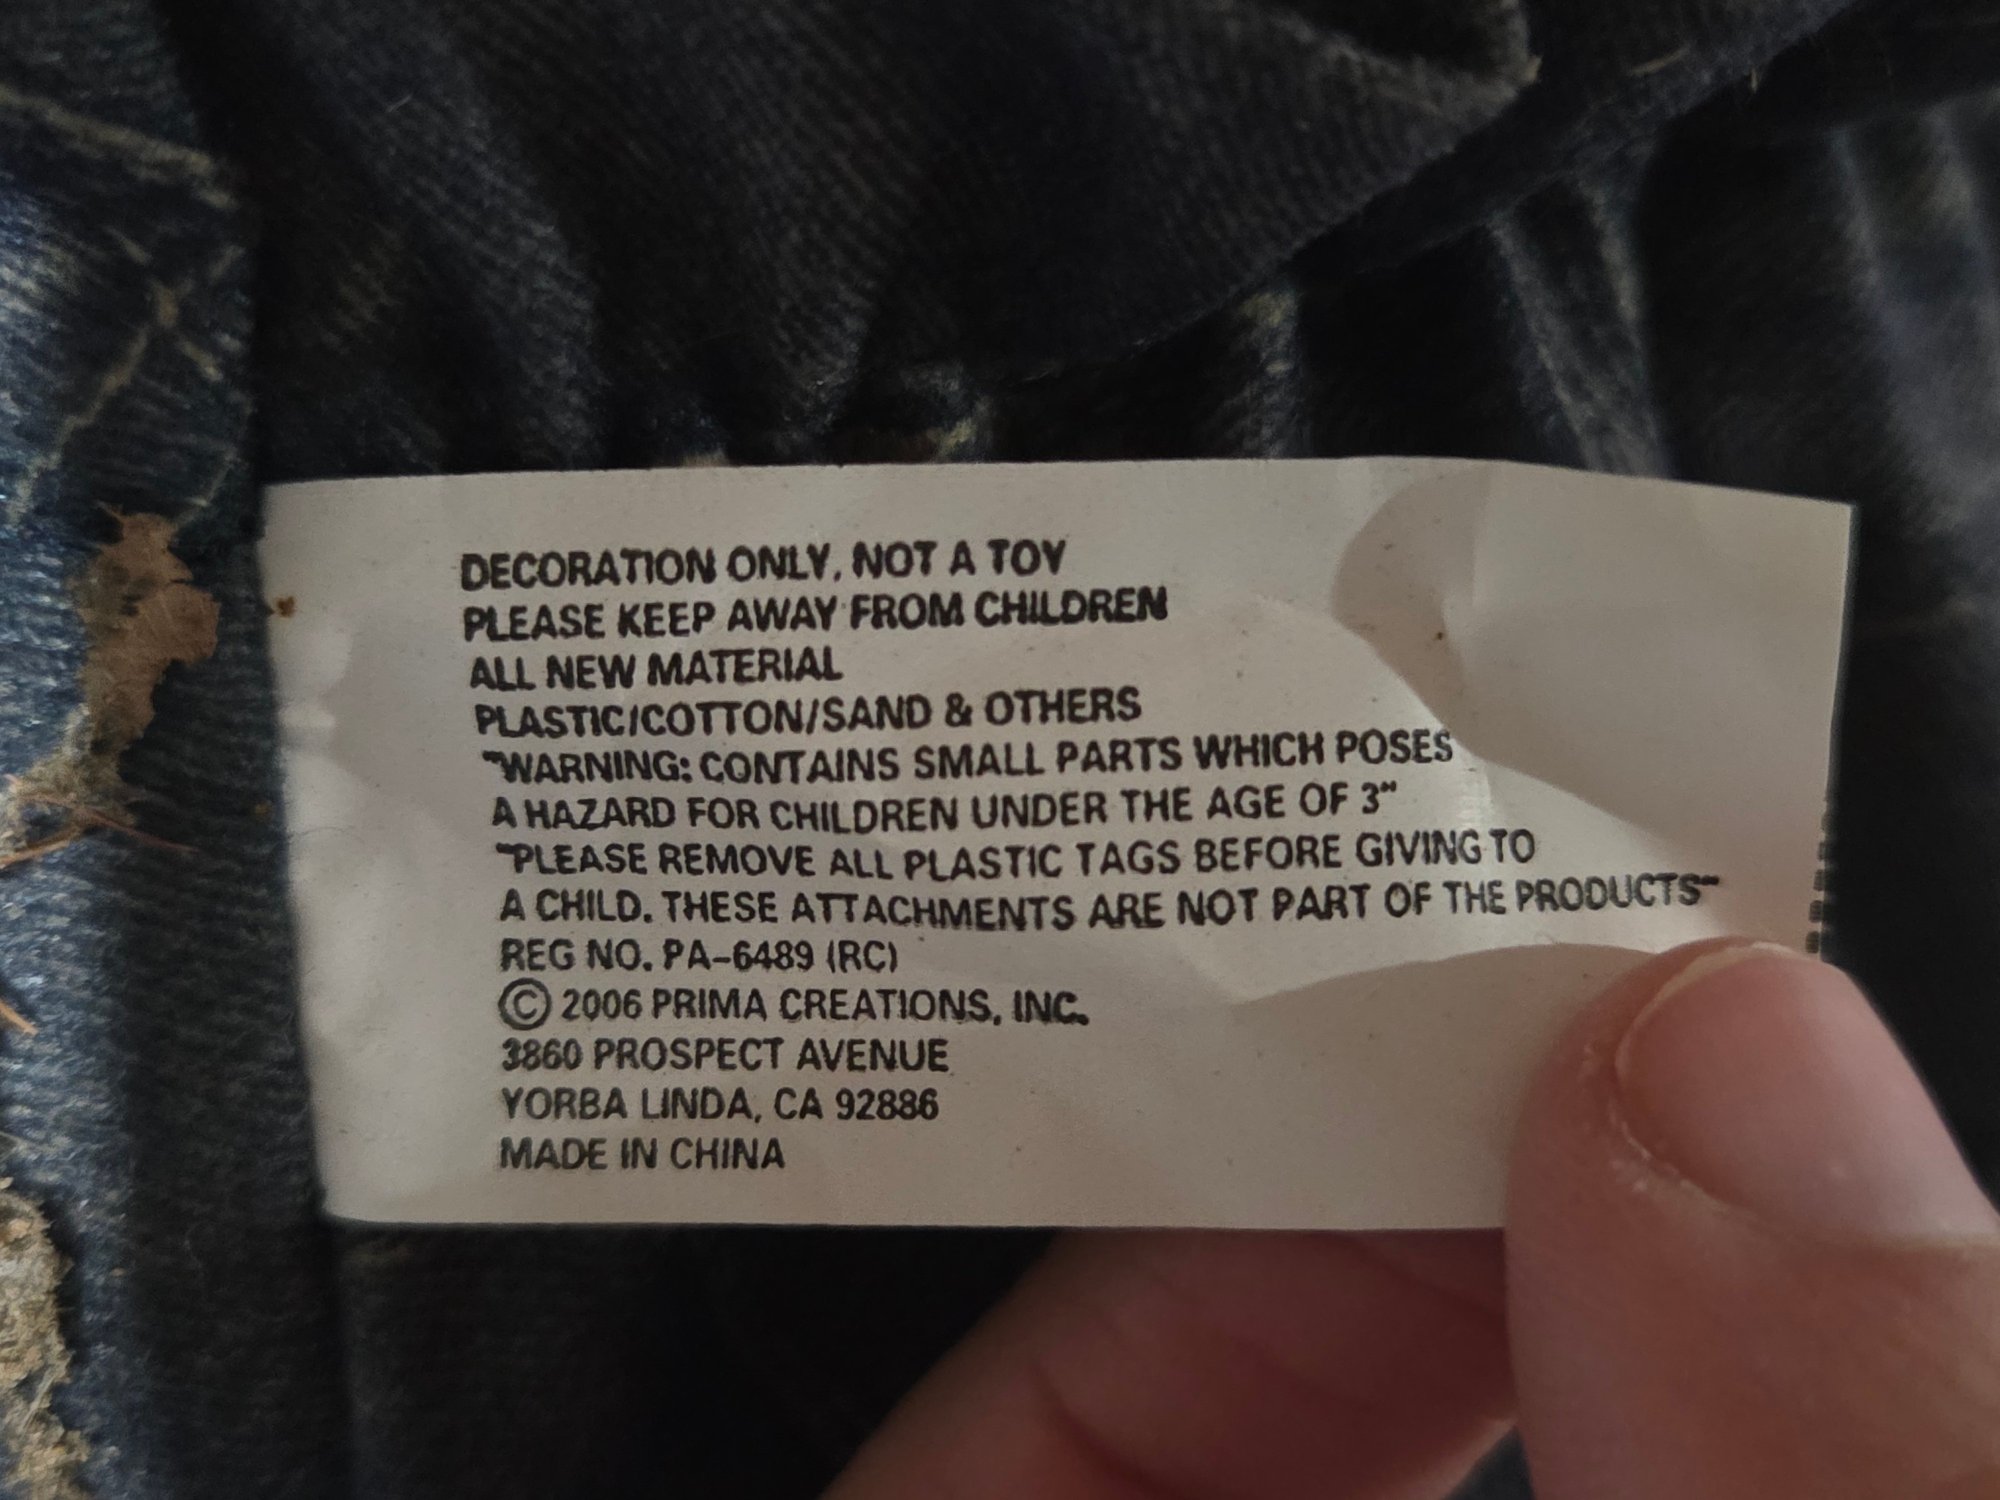 DECORATION ONLY, NOT A TOY
PLEASE KEEP AWAY FROM CHILDREN
ALL NEW MATERIAL
PLASTIC/COTTON/SAND & OTHERS
"WARNING: CONTAINS SMALL PARTS WHICH POSES
A HAZARD FOR CHILDREN UNDER THE AGE OF 3"
"PLEASE REMOVE ALL PLASTIC TAGS BEFORE GIVING TO
A CHILD. THESE ATTACHMENTS ARE NOT PART OF THE PRODUCTS"
REG NO. PA-6489 (RC)
© 2006 PRIMA CREATIONS, INC.
3860 PROSPECT AVENUE
YORBA LINDA, CA 92886
MADE IN CHINA